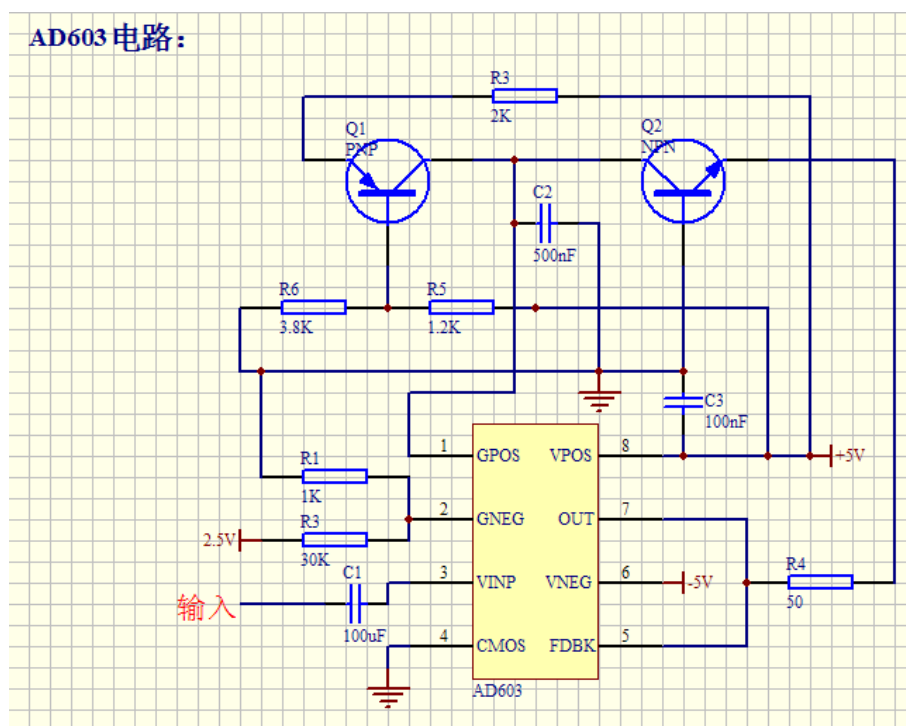 AD603电路：
R3
2K
Q1
PNP
Q2
NPN
C2
500nF
R6
3.8K
R5
1.2K
C3
100nF
R1
1K
R3
30K
2.5V
C1
100uF
输入
1
GPOS
VPOS
8
+5V
2
GNEG
OUT
7
3
VINP
VNEG
6
-5V
4
CMOS
FDBK
5
AD603
R4
50